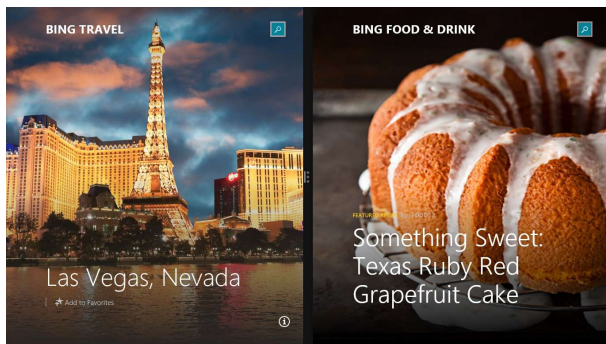 BING TRAVEL
Las Vegas, Nevada
Add to Favorites
BING FOOD & DRINK
Something Sweet:
Texas Ruby Red
Grapefruit Cake